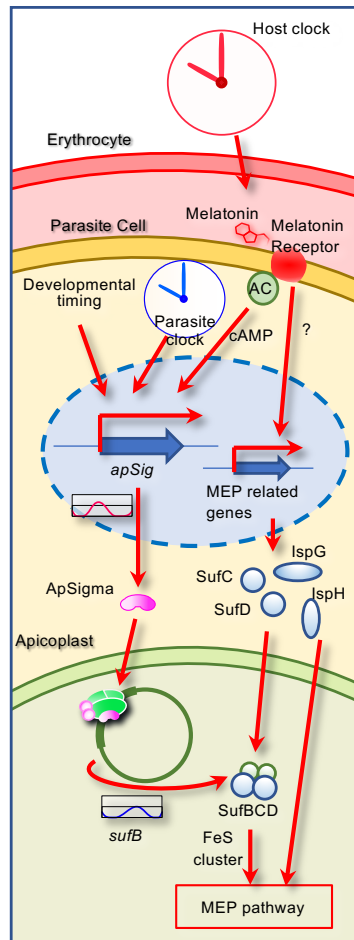 Host clock
Erythrocyte
Melatonin
Melatonin
Receptor
Parasite Cell
AC
Developmental
timing
Parasite
clock
cAMP
?
apSig
MEP related
genes
IspG
SufC
SufD
IspH
ApSigma
Apicoplast
sufB
SufBCD
FeS
cluster
MEP pathway